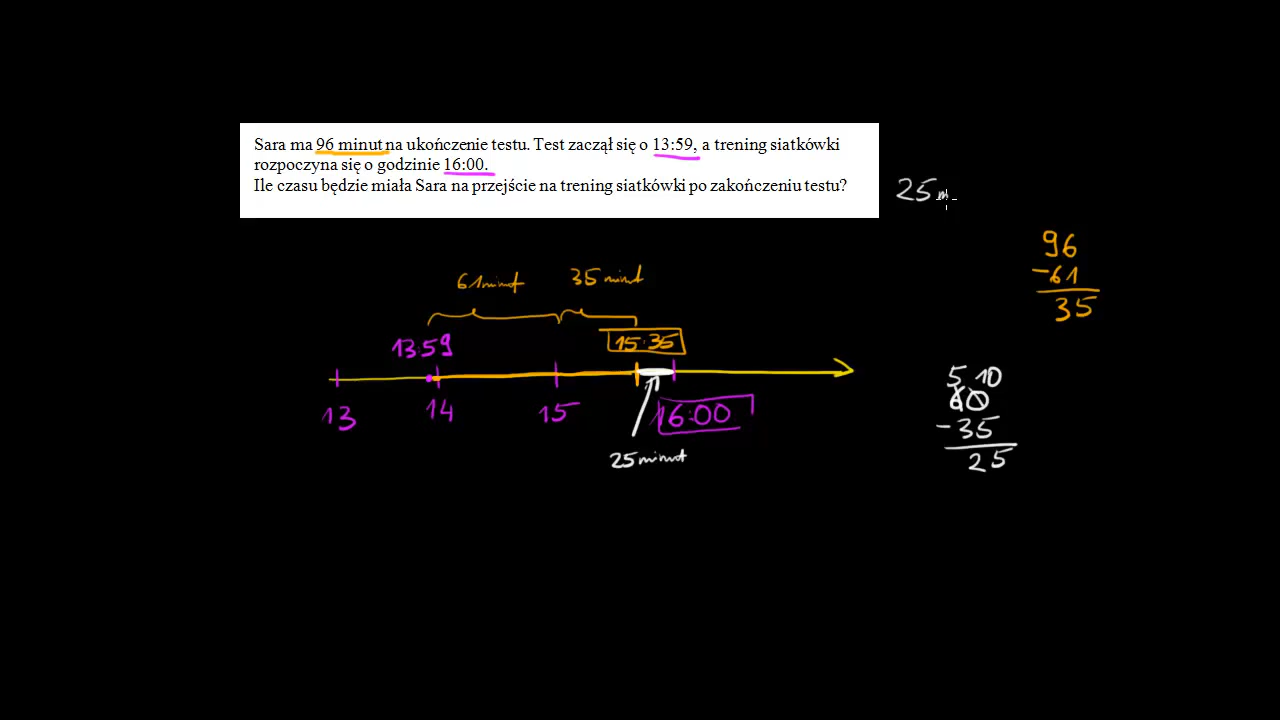 Sara ma 96 minut na ukończenie testu. Test zaczął się o 13:59, a trening siatkówki
rozpoczyna się o godzinie 16:00.
Ile czasu będzie miała Sara na przejście na trening siatkówki po zakończeniu testu?
25 m
96
-61
35
61 minut 35 minut
13:59 15:35
13 14 15 16:00
25 minut
5 10
60
-35
25